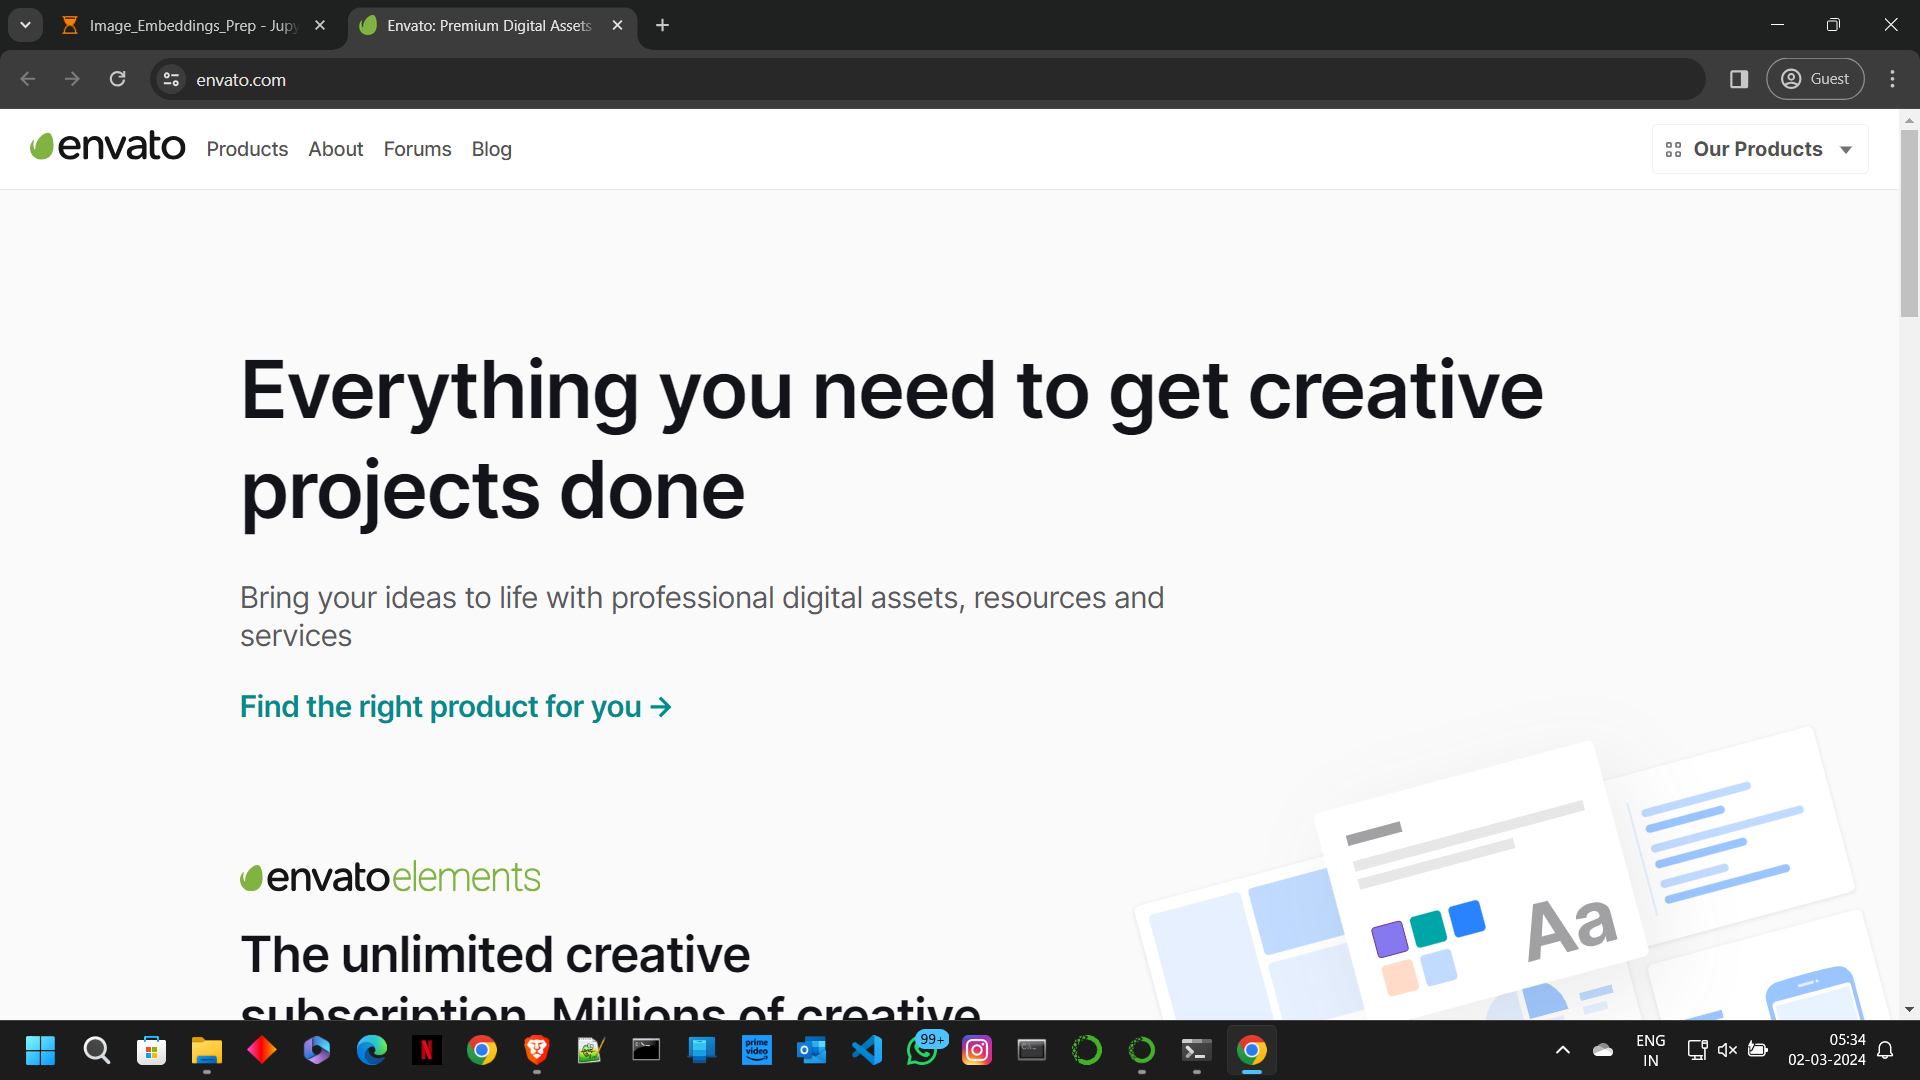 Image_Embeddings_Prep - Jupy
Envato: Premium Digital Assets
envato.com
Guest
envato
Products
About
Forums
Blog
Our Products
Everything you need to get creative
projects done
Bring your ideas to life with professional digital assets, resources and
services
Find the right product for you →
envatoelements
The unlimited creative
subscription. Millions of creative
Aa
N
prime
video
99+
ENG
IN
05:34
02-03-2024